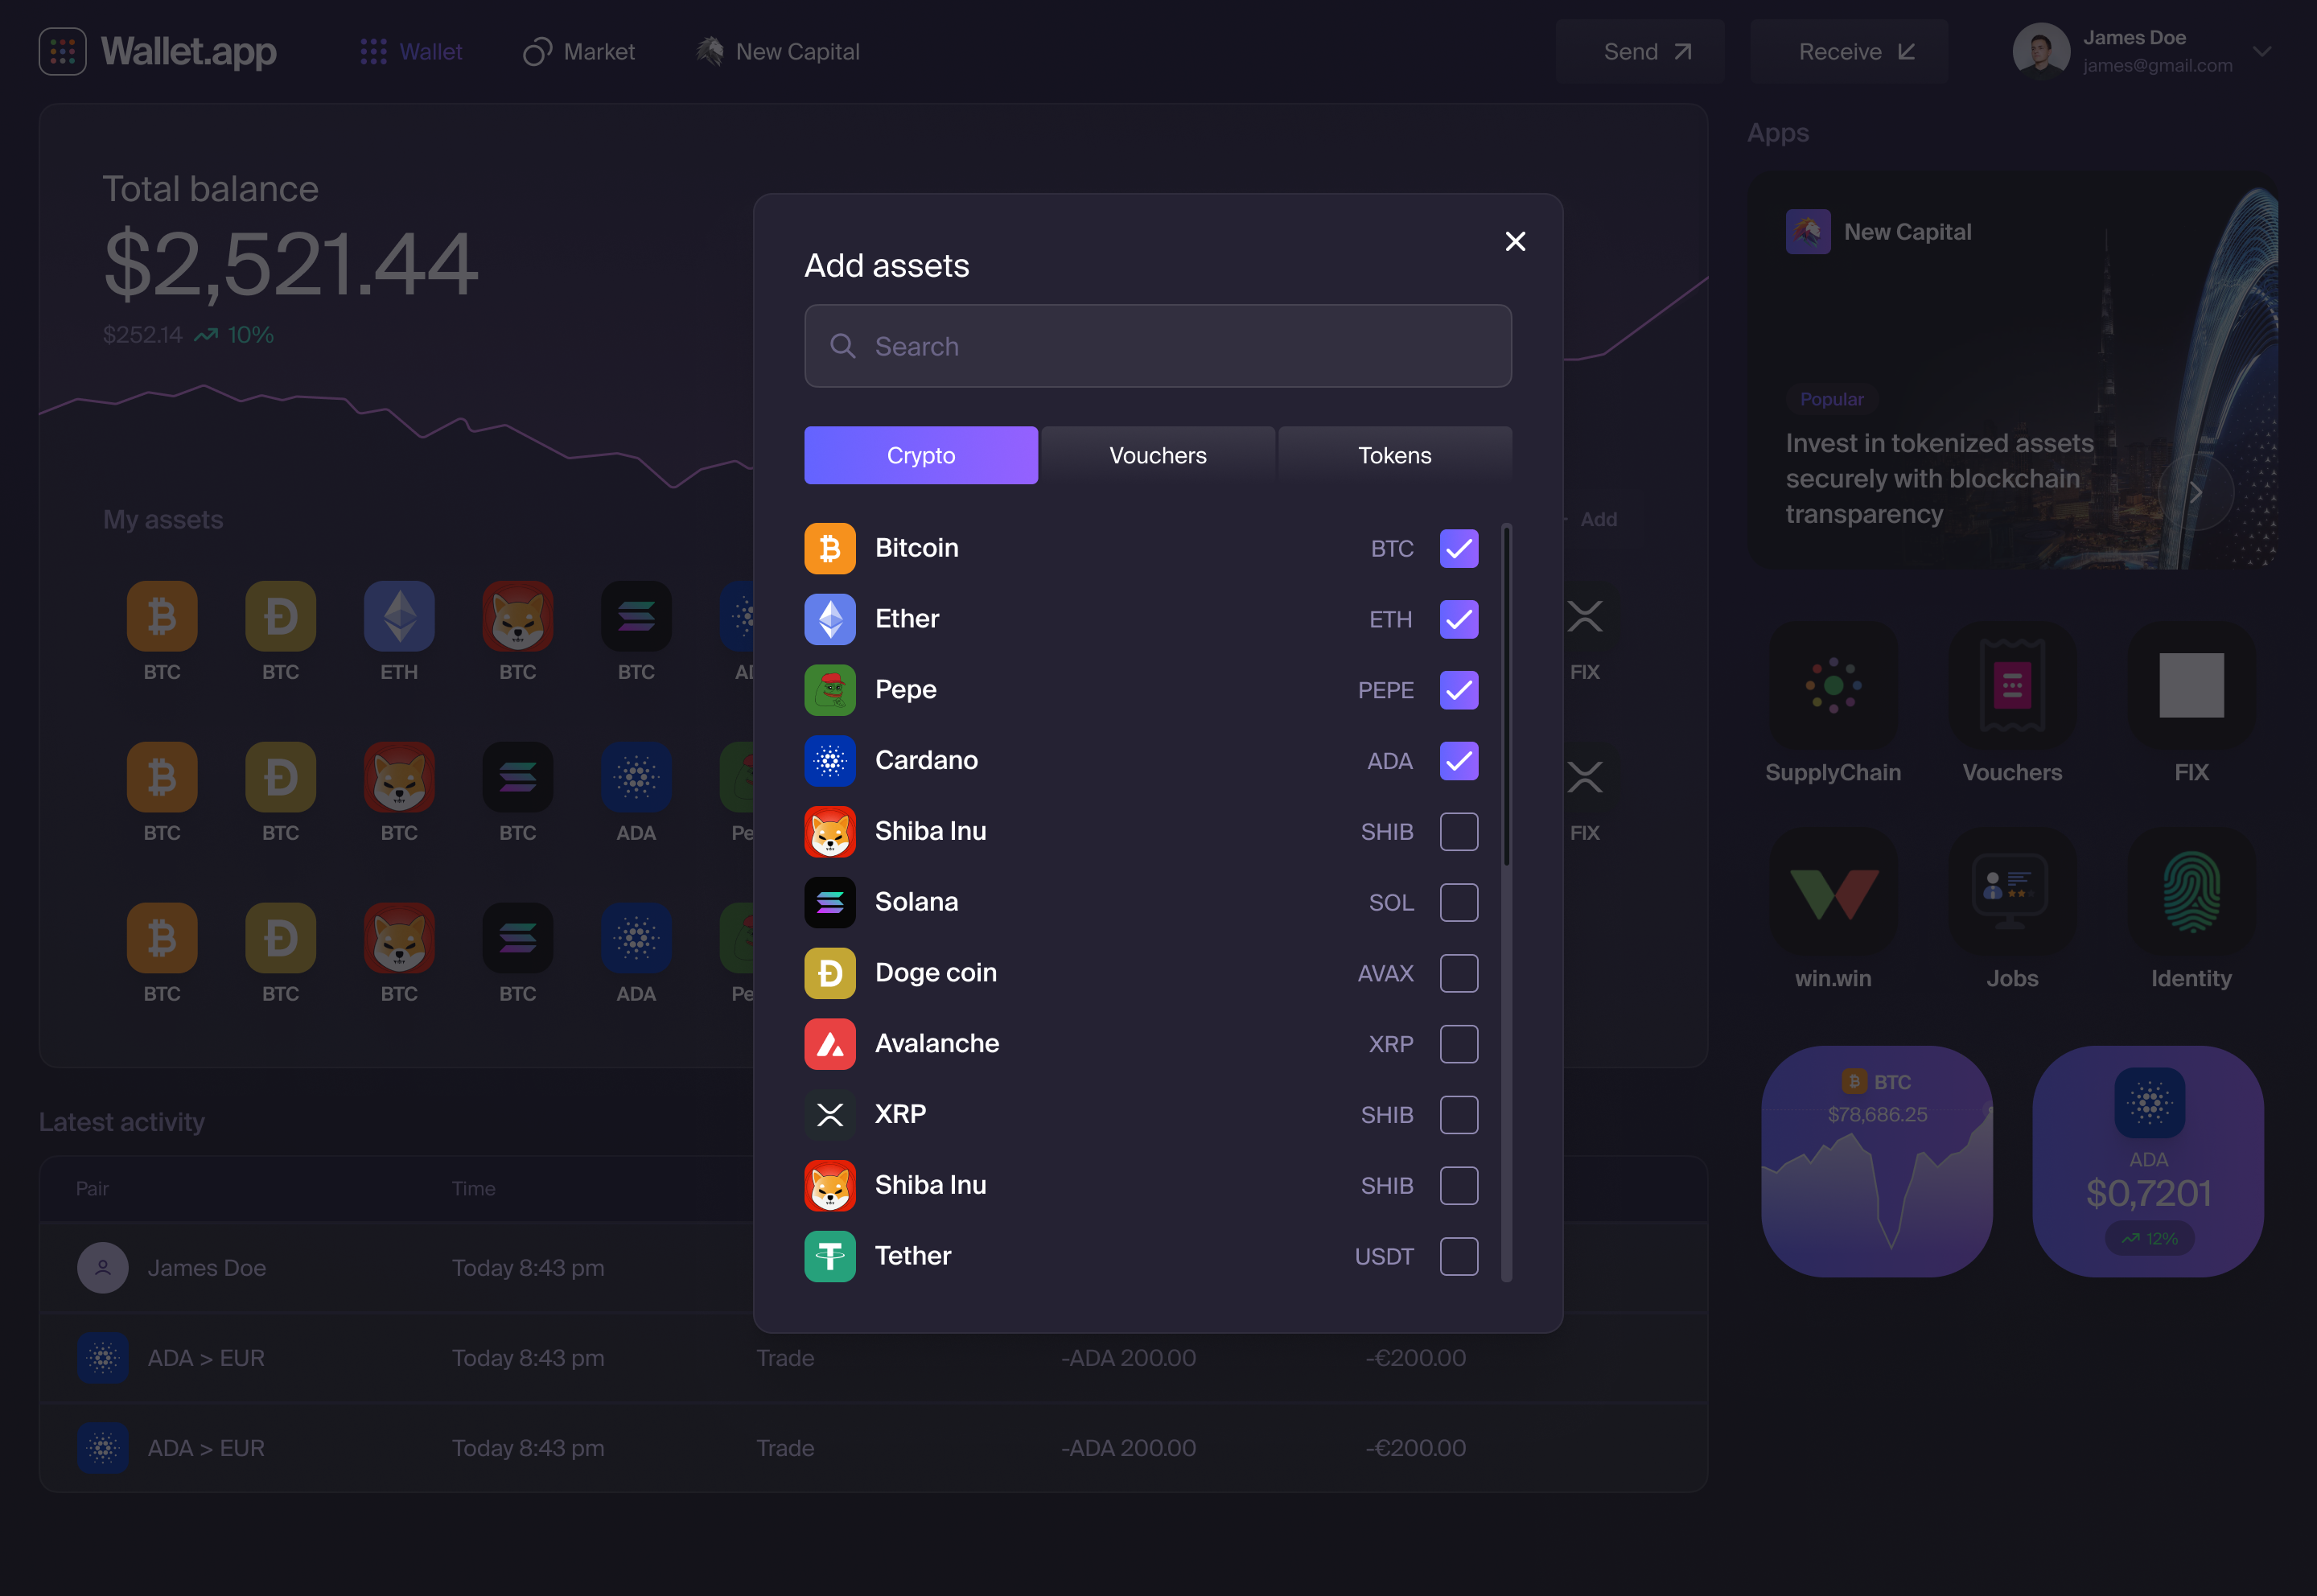 Wallet.app
Wallet
Market
New Capital
Send
Receive
James Doe
james@gmail.com
Total balance
$2,521.44
$252.14 10%
My assets
Add
BTC BTC ETH BTC BTC FIX
BTC BTC BTC BTC ADA Pe FIX
BTC BTC BTC BTC ADA Pe
Add assets
Search
Crypto Vouchers Tokens
Bitcoin BTC
Ether ETH
Pepe PEPE
Cardano ADA
Shiba Inu SHIB
Solana SOL
Doge coin AVAX
Avalanche XRP
XRP SHIB
Shiba Inu SHIB
Tether USDT
Latest activity
Pair Time
James Doe Today 8:43 pm
ADA > EUR Today 8:43 pm Trade -ADA 200.00 -€200.00
ADA > EUR Today 8:43 pm Trade -ADA 200.00 -€200.00
Apps
New Capital
Popular
Invest in tokenized assets
securely with blockchain
transparency
SupplyChain Vouchers FIX
win.win Jobs Identity
BTC
$78,686.25
ADA
$0,7201
12%